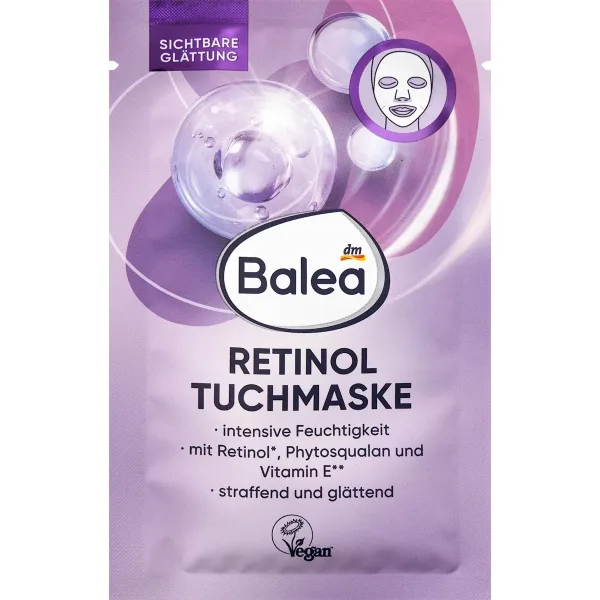 SICHTBARE
GLÄTTUNG
dm
Balea
RETINOL
TUCHMASKE
· intensive Feuchtigkeit
· mit Retinol*, Phytosqualan und
Vitamin E**
· straffend und glättend
Vegan